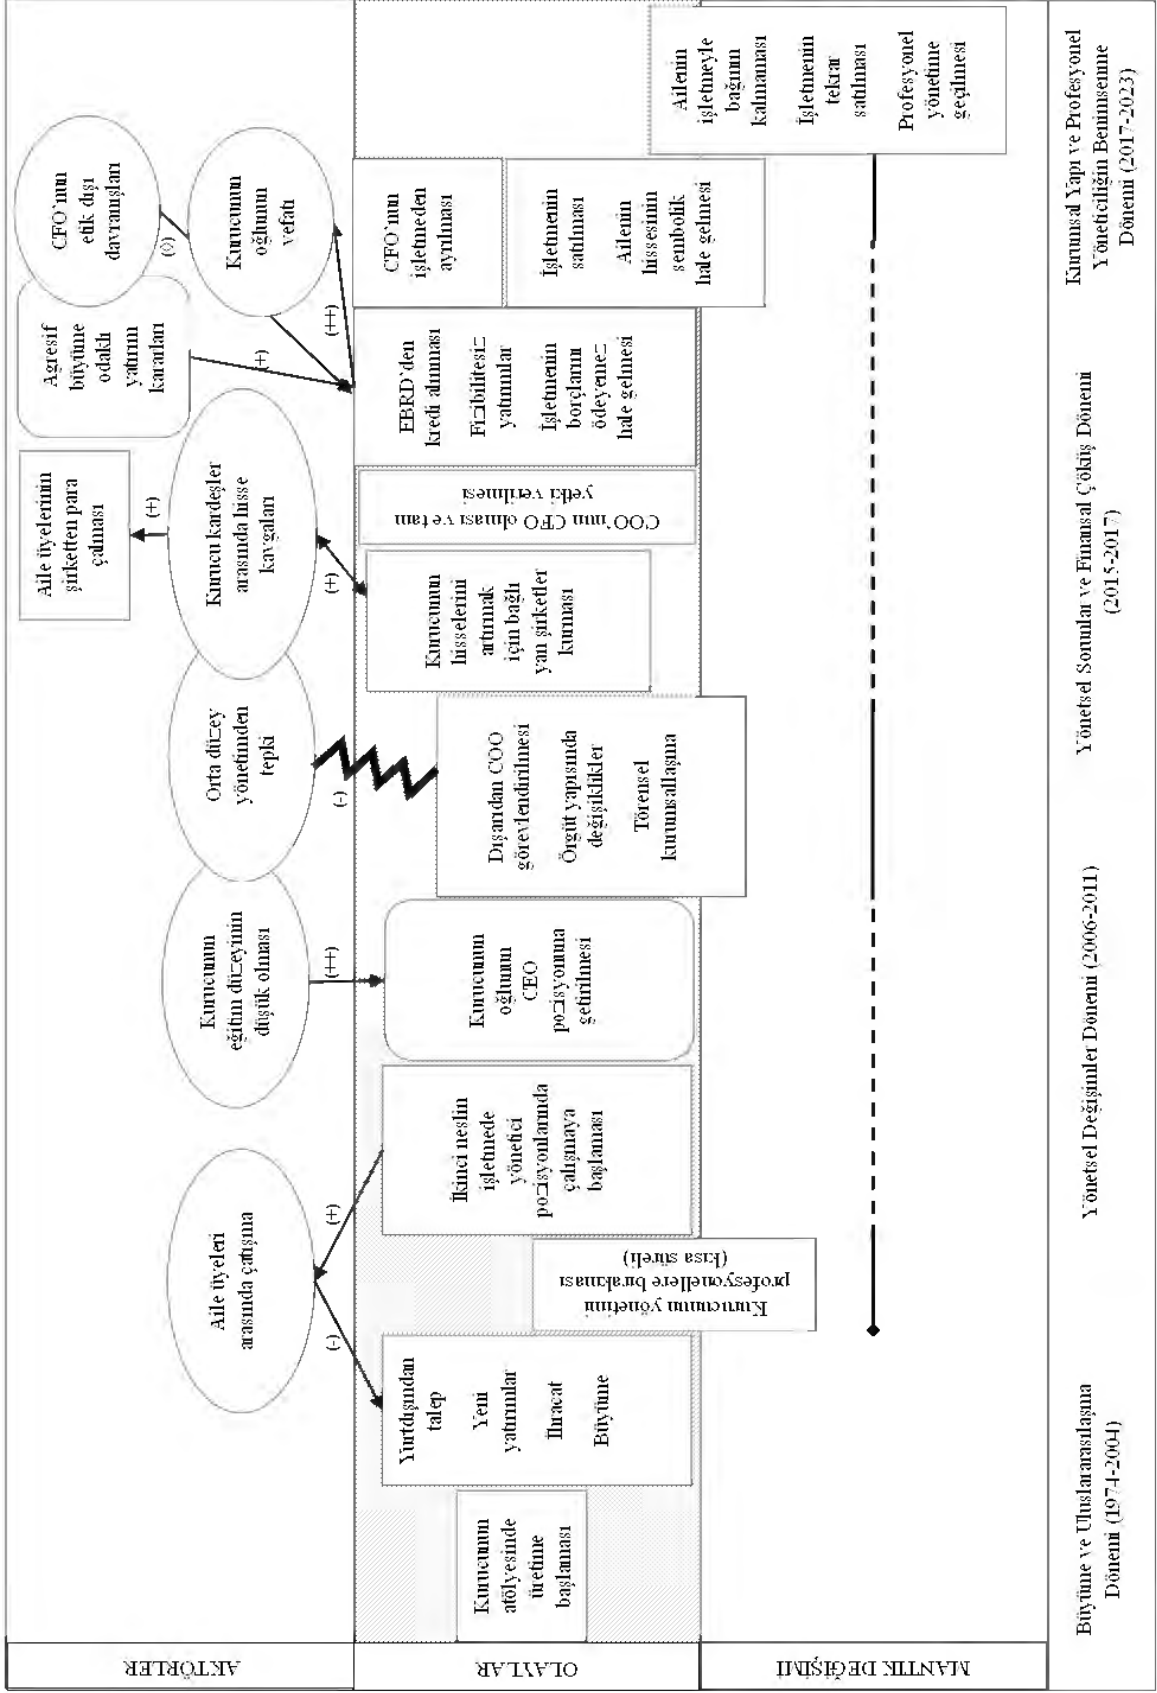 AKTÖRLER
Aile üyeleri
arasında çatışma
Kurucunun
eğitim düzeyinin
düşük olması
Orta düzey
yönetimden
tepki
Kurucu kardeşler
arasında hisse
kavgaları
Aile üyelerinin
şirketten para
çalması
Agresif
büyüme
odaklı
yatırım
kararları
CFO'nun
etik dışı
davranışları
Kurucunun
oğlunun
vefatı
(-)
(+)
(++)
(-)
(+)
(+)
(+)
(++)
(◊)
OLAYLAR
Kurucunun
atölyesinde
üretime
başlaması
Yurtdışından
talep
Yeni
yatırımlar
İhracat
Büyüme
Kurucunun yönetimi
profesyonellere bırakması
(kısa süreli)
İkinci neslin
işletmede
yönetici
pozisyonlarında
çalışmaya
başlaması
Kurucunun
oğlunun
CEO
pozisyonuna
getirilmesi
Dışarıdan COO
görevlendirilmesi
Örgüt yapısında
değişiklikler
Törensel
kurumsallaşma
Kurucunun
hisselerini
artırmak
için bağlı
yan şirketler
kurması
COO'nun CFO olması ve tam
yetki verilmesi
EBRD'den
kredi alınması
Fizibilitesiz
yatırımlar
İşletmenin
borçlarını
ödeyemez
hale gelmesi
CFO'nun
işletmeden
ayrılması
İşletmenin
satılması
Ailenin
hissesinin
sembolik
hale gelmesi
Ailenin
işletmeyle
bağının
kalmaması
İşletmenin
tekrar
satılması
Profesyonel
yönetime
geçilmesi
MANTIK DEĞİŞİMİ
Büyüme ve Uluslararasılaşma
Dönemi (1974-2004)
Yönetsel Değişimler Dönemi (2006-2011)
Yönetsel Sorunlar ve Finansal Çöküş Dönemi
(2015-2017)
Kurumsal Yapı ve Profesyonel
Yöneticiliğin Benimsenme
Dönemi (2017-2023)